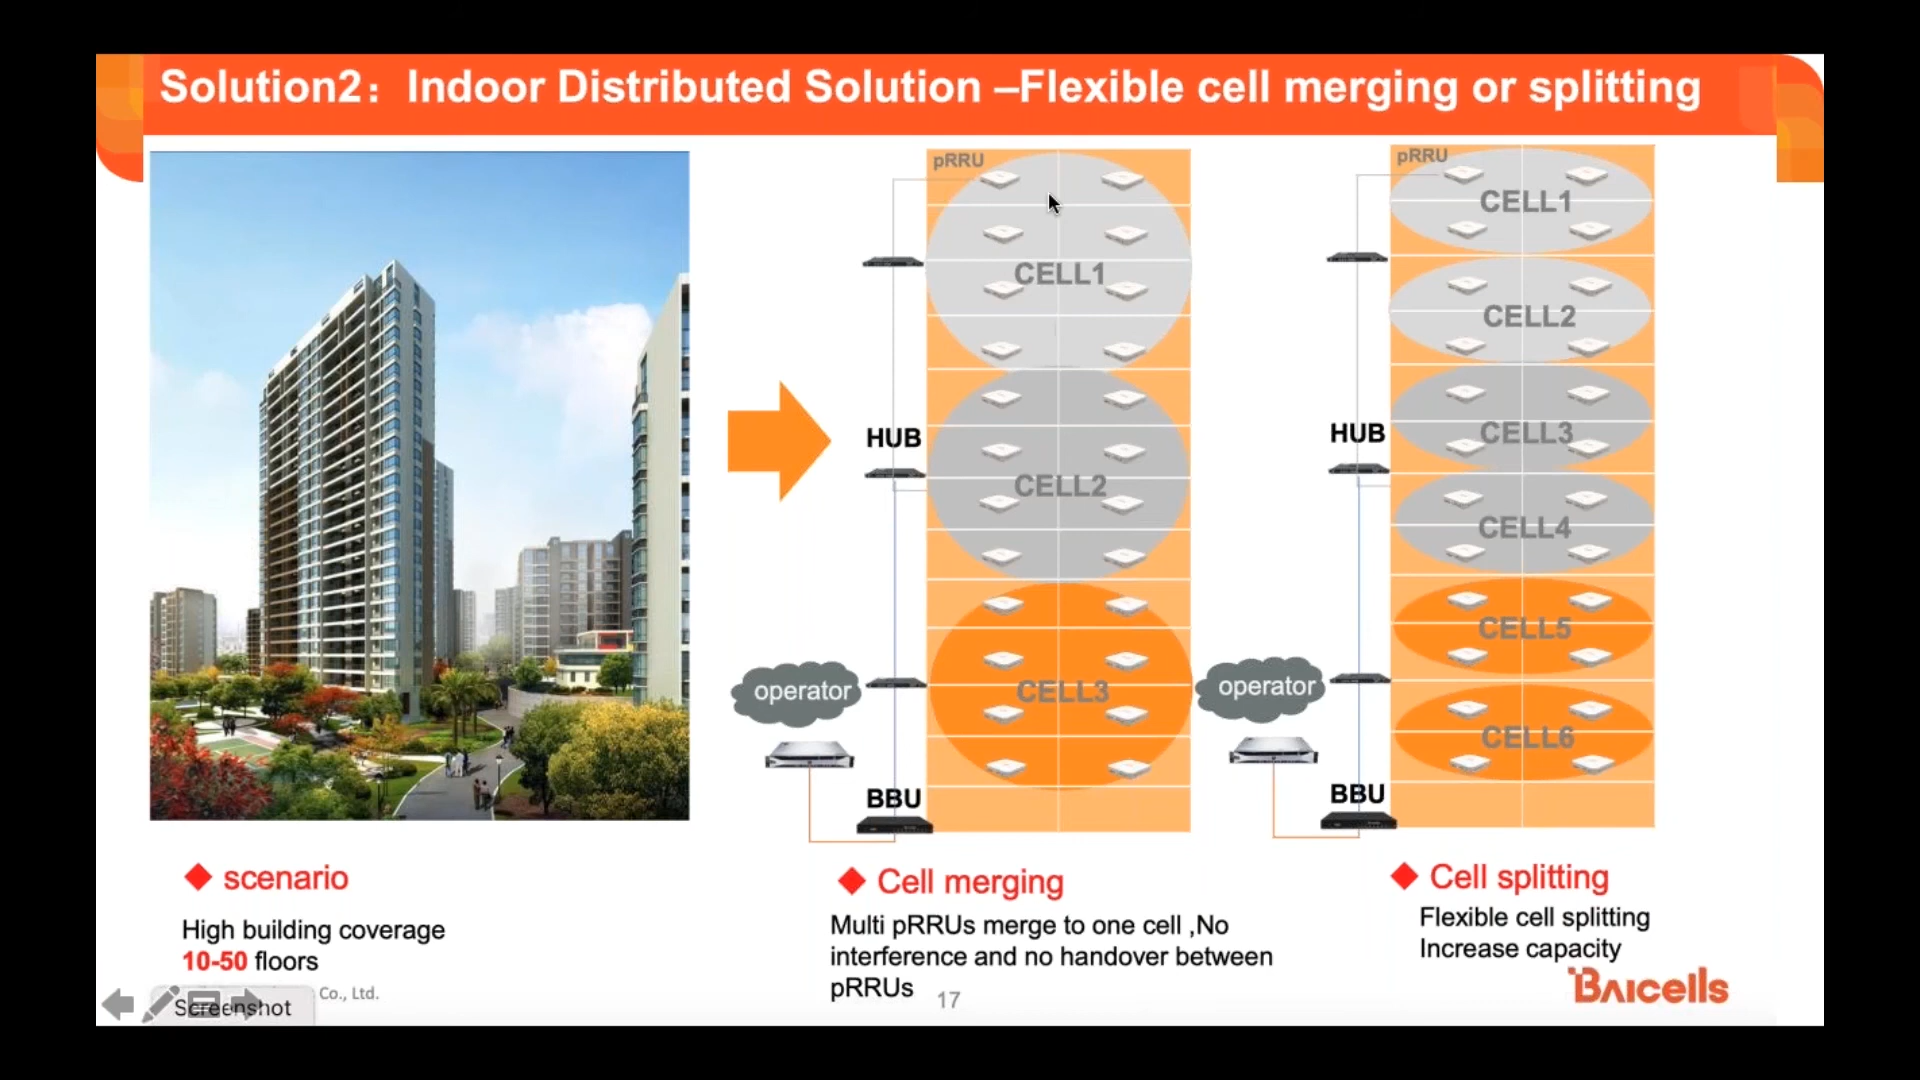 Solution2： Indoor Distributed Solution –Flexible cell merging or splitting
pRRU
CELL1
HUB
CELL2
operator
CELL3
BBU
pRRU
CELL1
CELL2
HUB
CELL3
CELL4
CELL5
operator
CELL6
BBU
scenario
High building coverage
10-50 floors
Cell merging
Multi pRRUs merge to one cell ,No
interference and no handover between
pRRUs
Cell splitting
Flexible cell splitting
Increase capacity
Co., Ltd.
Screenshot
17
BAICELLS